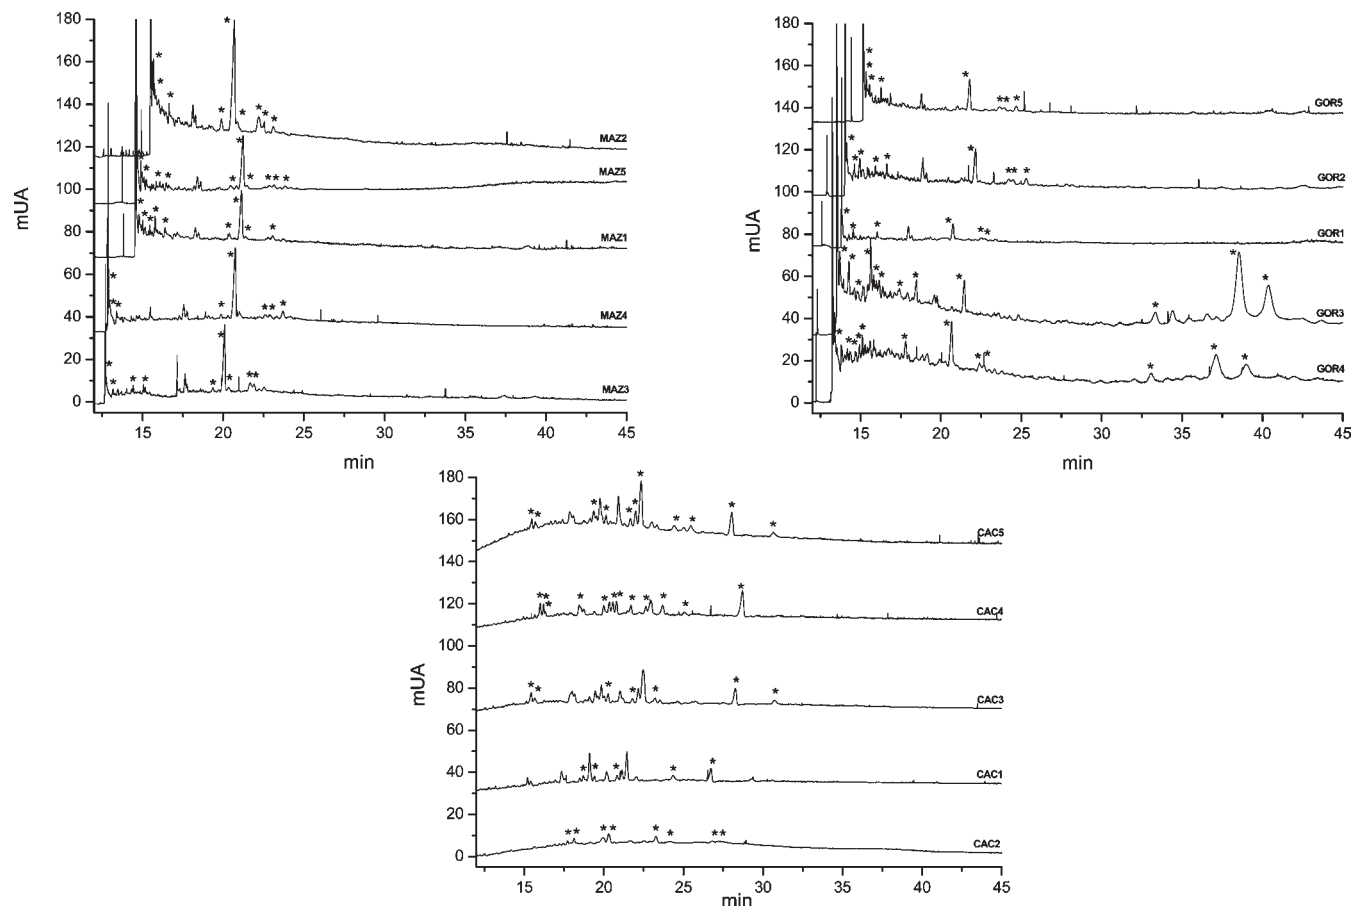 180
160
140
120
100
80
60
40
20
0
mUA
* * * * * * * * *
MAZ2
* * * * * * * * * *
MAZ5
* * * * * * * * *
MAZ1
* * * * * * * *
MAZ4
* * * * * * * * *
MAZ3
15 20 25 30 35 40 45
min
180
160
140
120
100
80
60
40
20
0
mUA
* * * * * * * *
GOR5
* * * * * * * * *
GOR2
* * * * * *
GOR1
* * * * * * * * * * * *
GOR3
* * * * * * * * * * * *
GOR4
15 20 25 30 35 40 45
min
180
160
140
120
100
80
60
40
20
0
mUA
* * * * * * * * * * *
CAC5
* * * * * * * * * * * *
CAC4
* * * * * * *
CAC3
* * * * *
CAC1
* * * * * * * *
CAC2
15 20 25 30 35 40 45
min